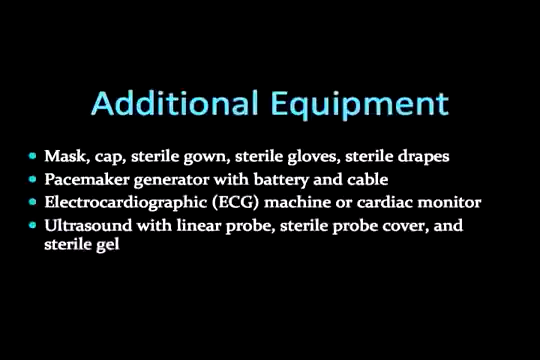 Additional Equipment
• Mask, cap, sterile gown, sterile gloves, sterile drapes
• Pacemaker generator with battery and cable
• Electrocardiographic (ECG) machine or cardiac monitor
• Ultrasound with linear probe, sterile probe cover, and
sterile gel